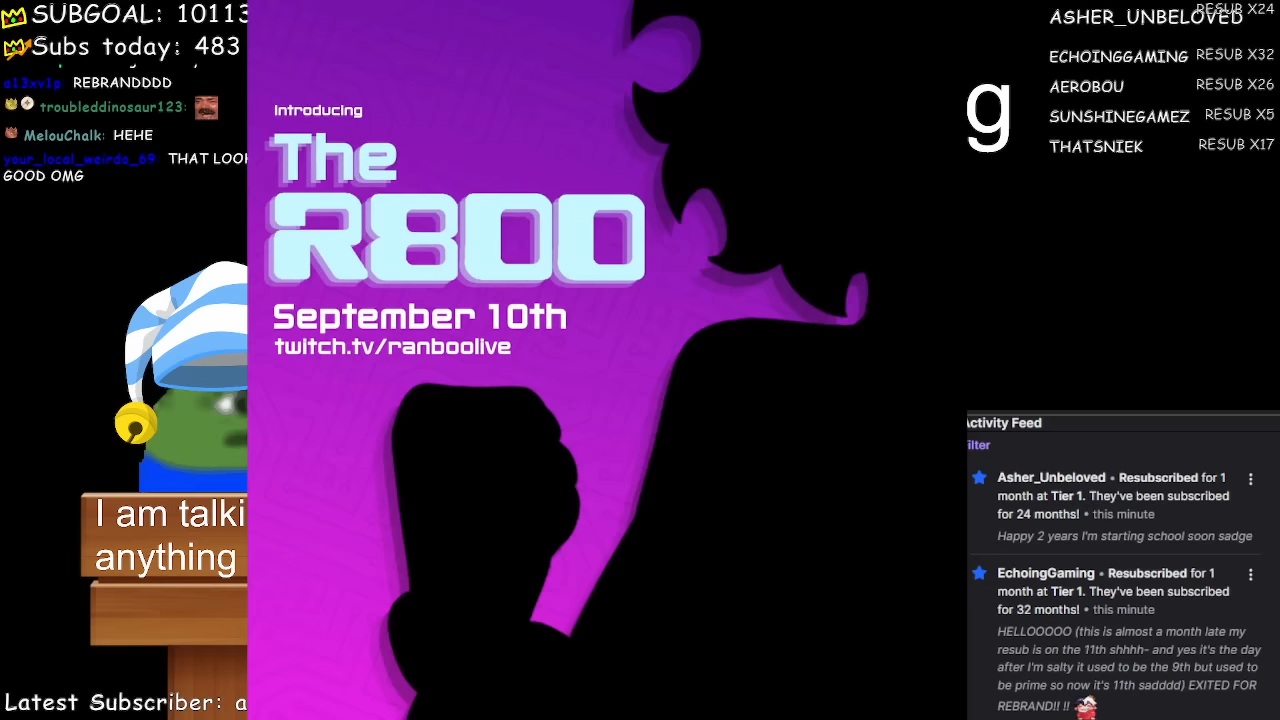 SUBGOAL: 10113
Subs today: 483
a13xv1p: REBRANDDDD
troubleddinosaur123:
MelouChalk: HEHE
your_local_weirdo_69 THAT LOOK
GOOD OMG
I am talki
anything
Latest Subscriber: a
introducing
The
R800
September 10th
twitch.tv/ranboolive
g
RESUB X24
ASHER_UNBELOVED
ECHOINGGAMING RESUB X32
AEROBOU RESUB X26
SUNSHINEGAMEZ RESUB X5
THATSNIEK RESUB X17
Activity Feed
ilter
Asher_Unbeloved • Resubscribed for 1
month at Tier 1. They've been subscribed
for 24 months! • this minute
Happy 2 years I'm starting school soon sadge
EchoingGaming • Resubscribed for 1
month at Tier 1. They've been subscribed
for 32 months! • this minute
HELLOOOOO (this is almost a month late my
resub is on the 11th shhhh- and yes it's the day
after I'm salty it used to be the 9th but used to
be prime so now it's 11th sadddd) EXITED FOR
REBRAND!! !!